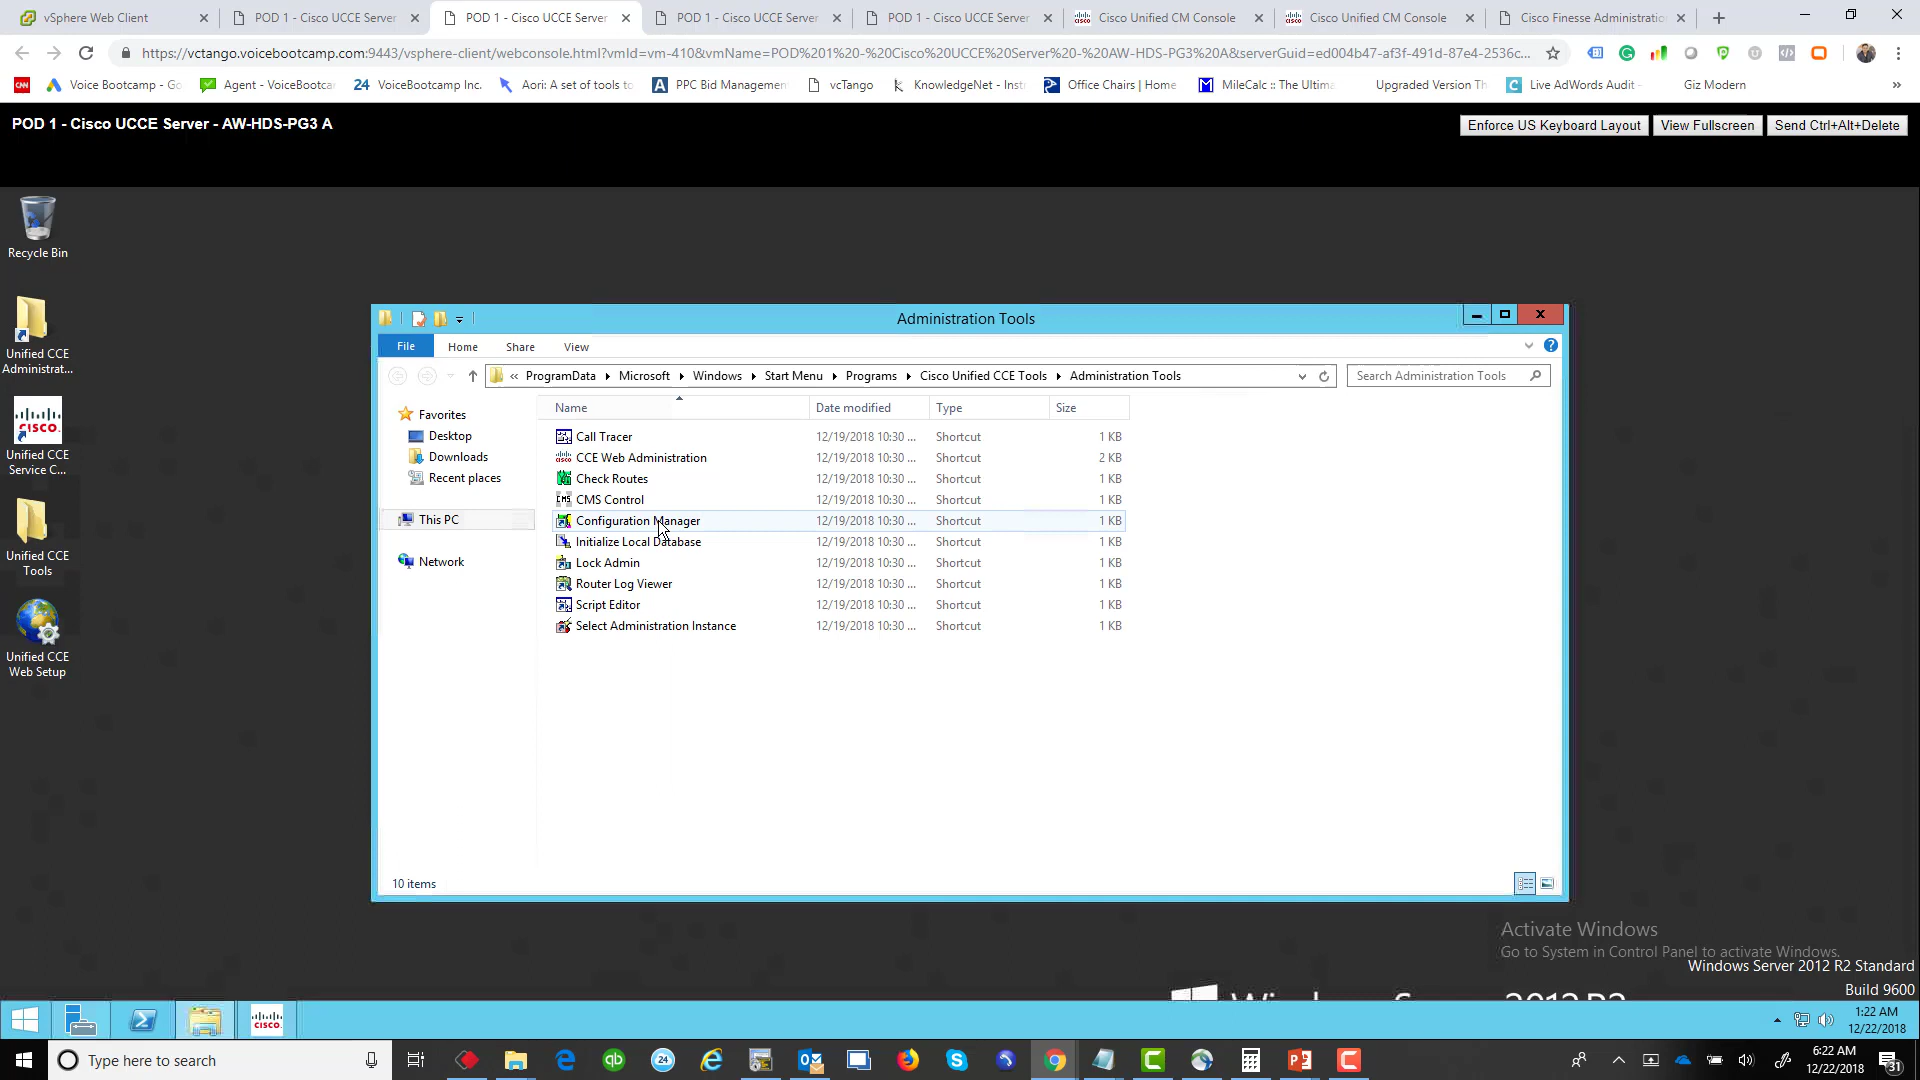 vSphere Web Client
POD 1 - Cisco UCCE Server
POD 1 - Cisco UCCE Server
POD 1 - Cisco UCCE Server
POD 1 - Cisco UCCE Server
Cisco Unified CM Console
Cisco Unified CM Console
Cisco Finesse Administratio
https://vctango.voicebootcamp.com:9443/vsphere-client/webconsole.html?vmId=vm-410&vmName=POD%201%20-%20Cisco%20UCCE%20Server%20-%20AW-HDS-PG3%20A&serverGuid=ed004b47-af3f-491d-87e4-2536c...
CNN
Voice Bootcamp - Go
Agent - VoiceBootca
24 VoiceBootCamp Inc.
Aori: A set of tools to
PPC Bid Managemen
vcTango
KnowledgeNet - Inst
Office Chairs | Home
MileCalc :: The Ultima
Upgraded Version Th
Live AdWords Audit -
Giz Modern
»
POD 1 - Cisco UCCE Server - AW-HDS-PG3 A
Enforce US Keyboard Layout
View Fullscreen
Send Ctrl+Alt+Delete
Recycle Bin
Unified CCE
Administrat...
CISCO.
Unified CCE
Service C...
Unified CCE
Tools
Unified CCE
Web Setup
Administration Tools
File
Home
Share
View
« ProgramData
Microsoft
Windows
Start Menu
Programs
Cisco Unified CCE Tools
Administration Tools
Search Administration Tools
Favorites
Desktop
Downloads
Recent places
This PC
Network
Name
Date modified
Type
Size
Call Tracer 12/19/2018 10:30 ... Shortcut 1 KB
CCE Web Administration 12/19/2018 10:30 ... Shortcut 2 KB
Check Routes 12/19/2018 10:30 ... Shortcut 1 KB
CMS Control 12/19/2018 10:30 ... Shortcut 1 KB
Configuration Manager 12/19/2018 10:30 ... Shortcut 1 KB
Initialize Local Database 12/19/2018 10:30 ... Shortcut 1 KB
Lock Admin 12/19/2018 10:30 ... Shortcut 1 KB
Router Log Viewer 12/19/2018 10:30 ... Shortcut 1 KB
Script Editor 12/19/2018 10:30 ... Shortcut 1 KB
Select Administration Instance 12/19/2018 10:30 ... Shortcut 1 KB
10 items
Activate Windows
Go to System in Control Panel to activate Windows.
Windows Server 2012 R2 Standard
Build 9600
Windows Server 2012 R2
CISCO.
1:22 AM
12/22/2018
Type here to search
24
6:22 AM
12/22/2018
31